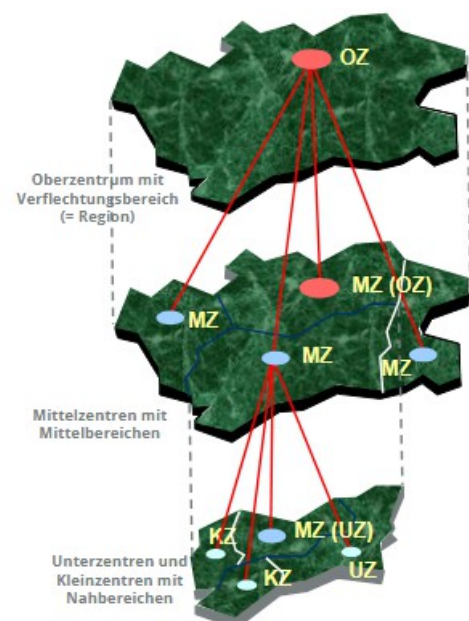 OZ
Oberzentrum mit
Verflechtungsbereich
(= Region)
MZ (OZ)
MZ
MZ
MZ
Mittelzentren mit
Mittelbereichen
KZ
MZ (UZ)
Unterzentren und
Kleinzentren mit
Nahbereichen
KZ
UZ